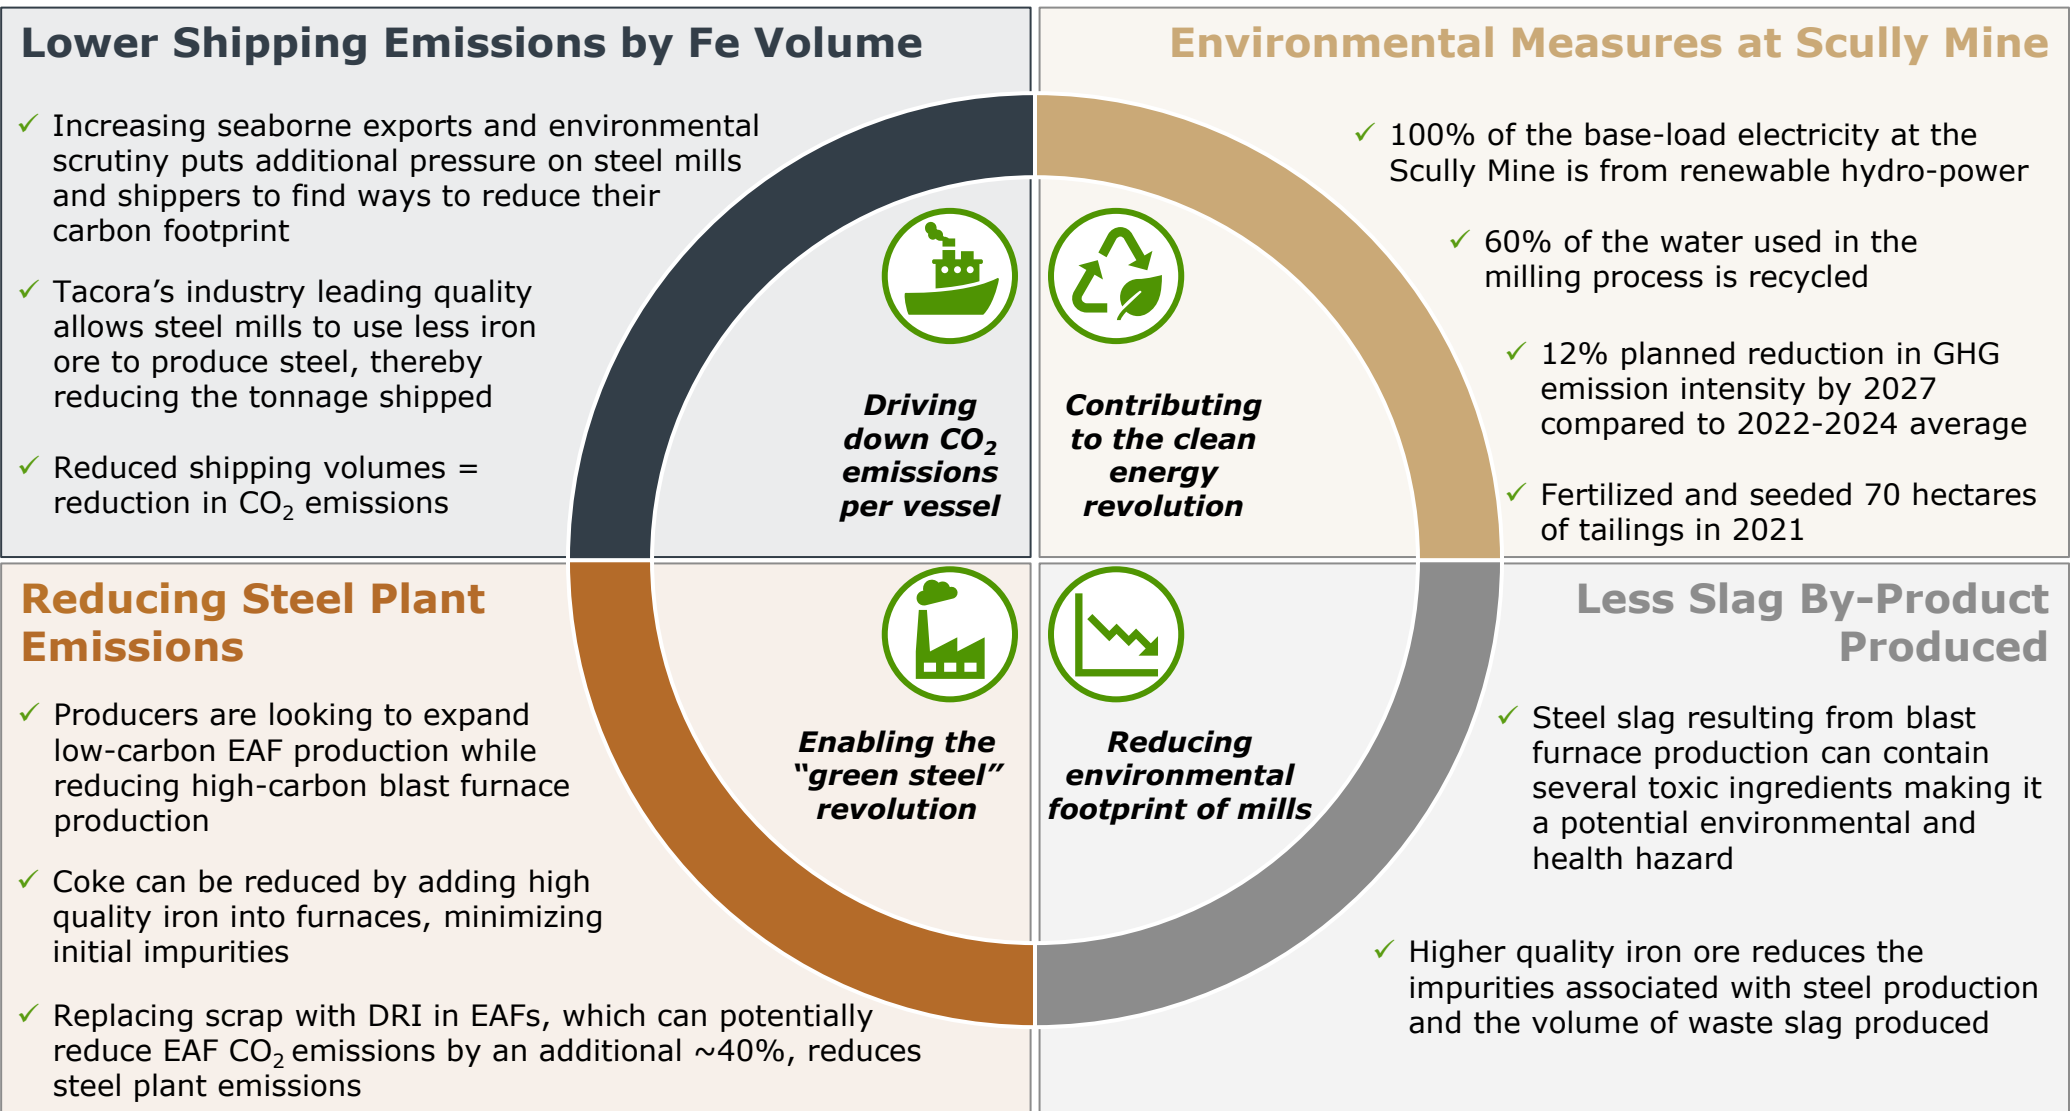 Lower Shipping Emissions by Fe Volume
✓ Increasing seaborne exports and environmental
scrutiny puts additional pressure on steel mills
and shippers to find ways to reduce their
carbon footprint
✓ Tacora’s industry leading quality
allows steel mills to use less iron
ore to produce steel, thereby
reducing the tonnage shipped
✓ Reduced shipping volumes =
reduction in CO₂ emissions
Driving
down CO₂
emissions
per vessel
Environmental Measures at Scully Mine
✓ 100% of the base-load electricity at the
Scully Mine is from renewable hydro-power
✓ 60% of the water used in the
milling process is recycled
✓ 12% planned reduction in GHG
emission intensity by 2027
compared to 2022-2024 average
✓ Fertilized and seeded 70 hectares
of tailings in 2021
Contributing
to the clean
energy
revolution
Reducing Steel Plant
Emissions
✓ Producers are looking to expand
low-carbon EAF production while
reducing high-carbon blast furnace
production
✓ Coke can be reduced by adding high
quality iron into furnaces, minimizing
initial impurities
✓ Replacing scrap with DRI in EAFs, which can potentially
reduce EAF CO₂ emissions by an additional ~40%, reduces
steel plant emissions
Enabling the
“green steel”
revolution
Less Slag By-Product
Produced
✓ Steel slag resulting from blast
furnace production can contain
several toxic ingredients making it
a potential environmental and
health hazard
✓ Higher quality iron ore reduces the
impurities associated with steel production
and the volume of waste slag produced
Reducing
environmental
footprint of mills